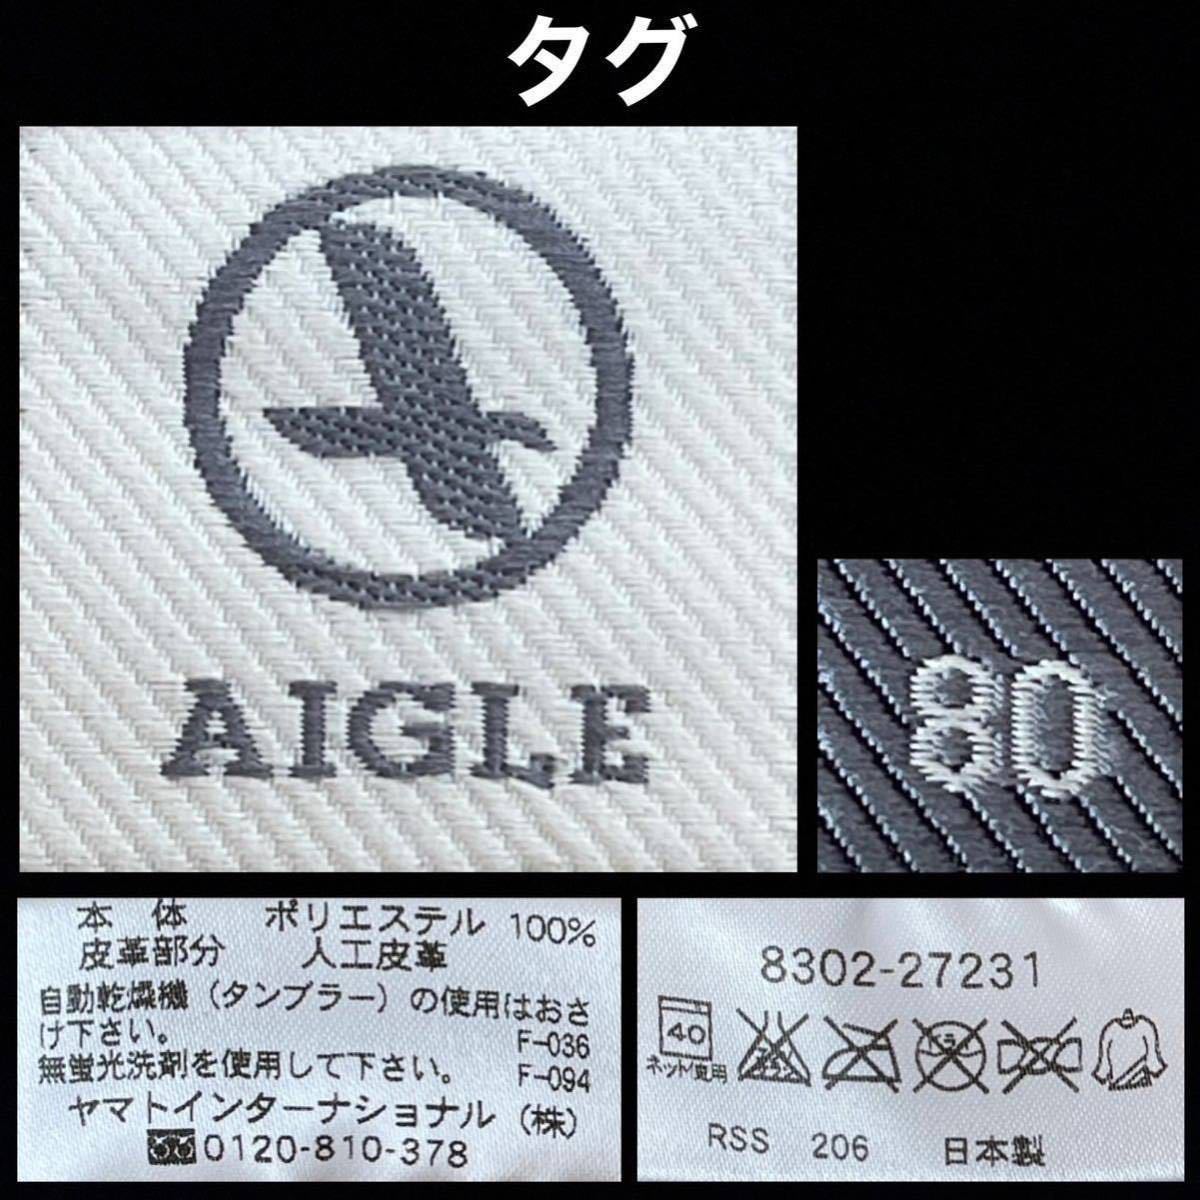 タグ
AIGLE
80
本 体 ポリエステル 100%
皮革部分 人工皮革
自動乾燥機（タンブラー）の使用はおさ
け下さい。 F-036
無蛍光洗剤を使用して下さい。 F-094
ヤマトインターナショナル（株）
0120-810-378
8302-27231
40
ネット使用
RSS 206 日本製